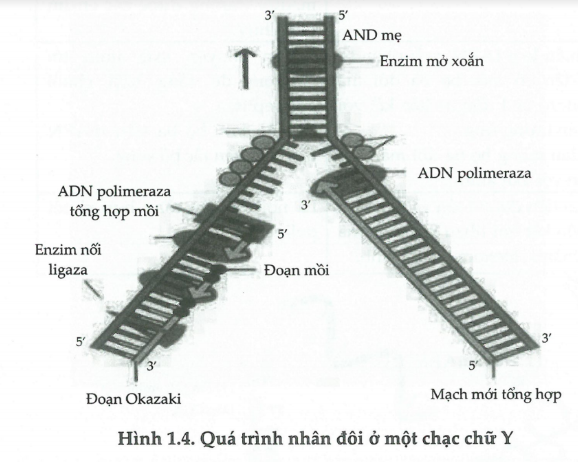 3' 5'
AND mẹ
Enzim mở xoắn
ADN polimeraza
3'
ADN polimeraza
tổng hợp mồi
5'
Enzim nối
ligaza
Đoạn mồi
5'
3'
3'
5'
Đoạn Okazaki
Mạch mới tổng hợp
Hình 1.4. Quá trình nhân đôi ở một chạc chữ Y